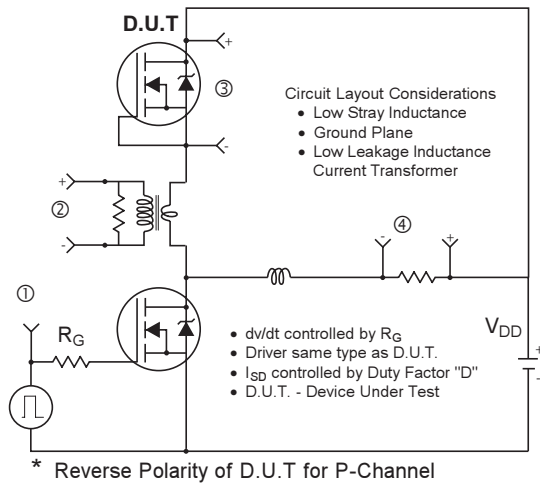 D.U.T
+
③
-
Circuit Layout Considerations
• Low Stray Inductance
• Ground Plane
• Low Leakage Inductance
Current Transformer
+
②
-
④
-
+
①
RG
• dv/dt controlled by RG
• Driver same type as D.U.T.
• ISD controlled by Duty Factor "D"
• D.U.T. - Device Under Test
VDD
+
-
* Reverse Polarity of D.U.T for P-Channel